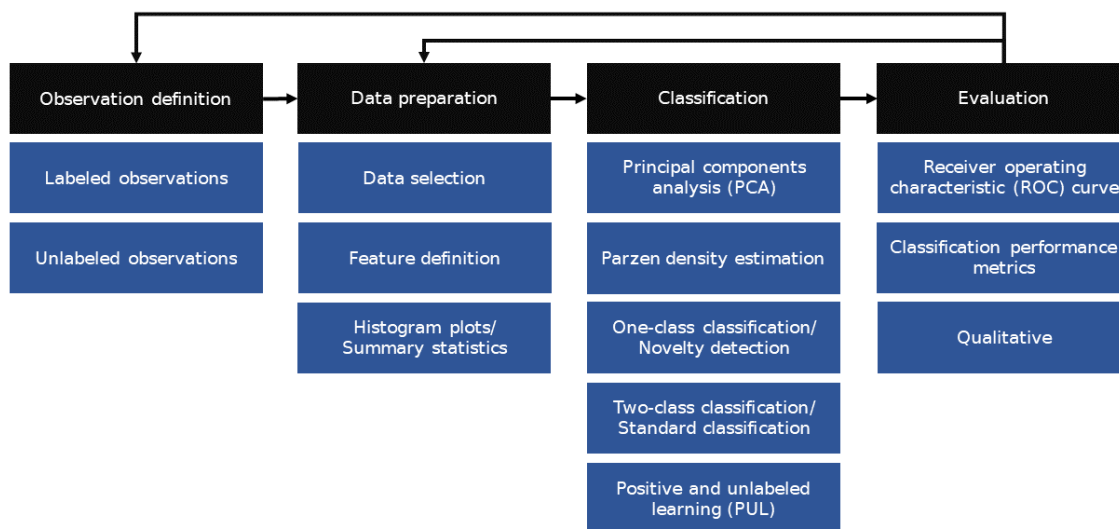 Observation definition
Data preparation
Classification
Evaluation
Labeled observations
Unlabeled observations
Data selection
Feature definition
Histogram plots/
Summary statistics
Principal components
analysis (PCA)
Parzen density estimation
One-class classification/
Novelty detection
Two-class classification/
Standard classification
Positive and unlabeled
learning (PUL)
Receiver operating
characteristic (ROC) curve
Classification performance
metrics
Qualitative